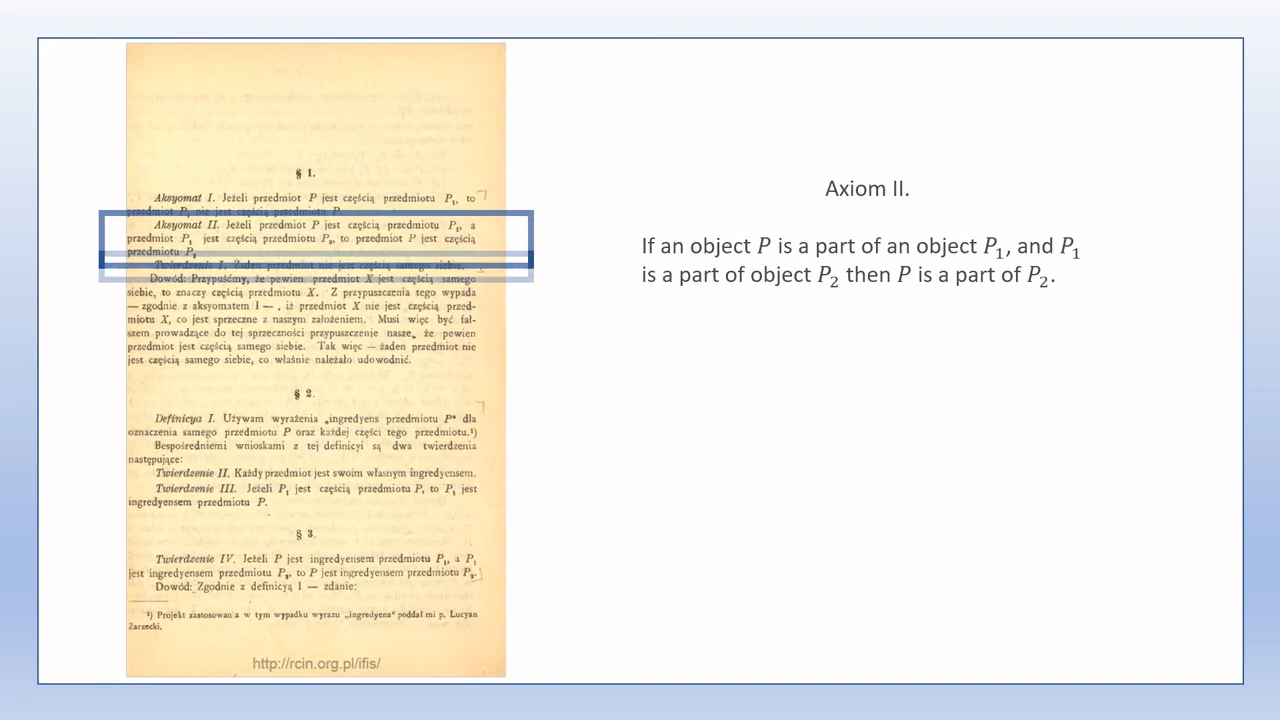 § 1.
Aksyomat I. Jeżeli przedmiot P jest częścią przedmiotu P₁, to
przedmiot P₁ nie jest częścią przedmiotu P.
Aksyomat II. Jeżeli przedmiot P jest częścią przedmiotu P₁, a
przedmiot P₁ jest częścią przedmiotu P₂, to przedmiot P jest częścią
przedmiotu P₂
Twierdzenie I. Żaden przedmiot nie jest częścią samego siebie.
Dowód: Przypuśćmy, że pewien przedmiot X jest częścią samego
siebie, to znaczy częścią przedmiotu X. Z przypuszczenia tego wypada
— zgodnie z aksyomatem I — , iż przedmiot X nie jest częścią przed-
miotu X, co jest sprzeczne z naszym założeniem. Musi więc być fał-
szem prowadzące do tej sprzeczności przypuszczenie nasze, że pewien
przedmiot jest częścią samego siebie. Tak więc — żaden przedmiot nie
jest częścią samego siebie, co właśnie należało udowodnić.
§ 2.
Definicya I. Używam wyrażenia „ingredyens przedmiotu P" dla
oznaczenia samego przedmiotu P oraz każdej części tego przedmiotu.¹)
Bespośredniemi wnioskami z tej definicyi są dwa twierdzenia
następujące:
Twierdzenie II. Każdy przedmiot jest swoim własnym ingredyensem.
Twierdzenie III. Jeżeli P₁ jest częścią przedmiotu P, to P₁ jest
ingredyensem przedmiotu P.
§ 3.
Twierdzenie IV. Jeżeli P jest ingredyensem przedmiotu P₁, a P₁
jest ingredyensem przedmiotu P₂, to P jest ingredyensem przedmiotu P₂.
Dowód: Zgodnie z definicyą I — zdanie:
¹) Projekt zastosowania w tym wypadku wyrazu „ingredyens" poddał mi p. Lucyan
Zarzecki.
http://rcin.org.pl/ifis/
Axiom II.
If an object P is a part of an object P₁, and P₁
is a part of object P₂ then P is a part of P₂.